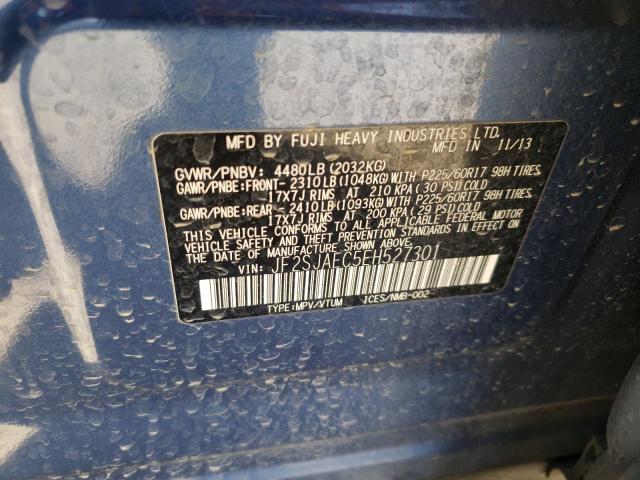 MFD BY FUJI HEAVY INDUSTRIES LTD.
MFD IN 11/13
GVWR/PNBV: 4480LB(2032KG)
GAWR/PNBE:FRONT-2310LB(1048KG)WITH P225/60R17 98H TIRES,
17X7J RIMS AT 210 KPA(30 PSI)COLD
GAWR/PNBE:REAR -2410LB(1093KG)WITH P225/60R17 98H TIRES,
17X7J RIMS AT 200 KPA(29 PSI)COLD
THIS VEHICLE CONFORMS TO ALL APPLICABLE FEDERAL MOTOR
VEHICLE SAFETY AND BUMPER STANDARDS IN EFFECT ON
THE DATE OF MANUFACTURE SHOWN ABOVE.
VIN: JF2SJAEC5EH527301
TYPE:MPV/VTUM ICES/NMB-002